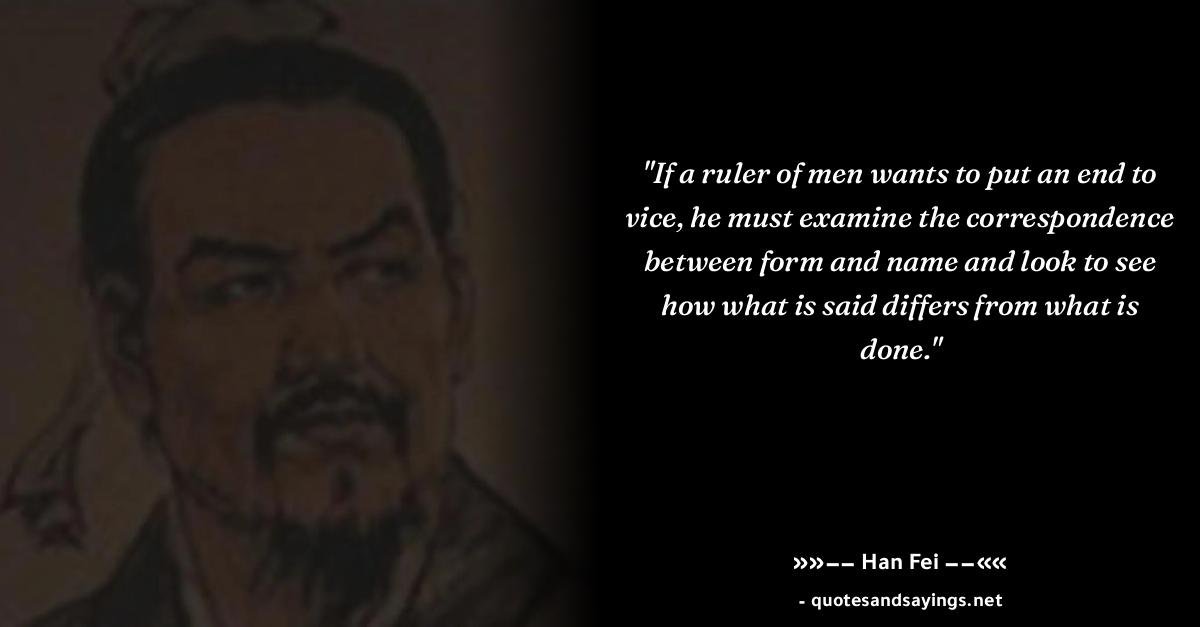 "If a ruler of men wants to put an end to
vice, he must examine the correspondence
between form and name and look to see
how what is said differs from what is
done."
»»–– Han Fei ––««
- quotesandsayings.net